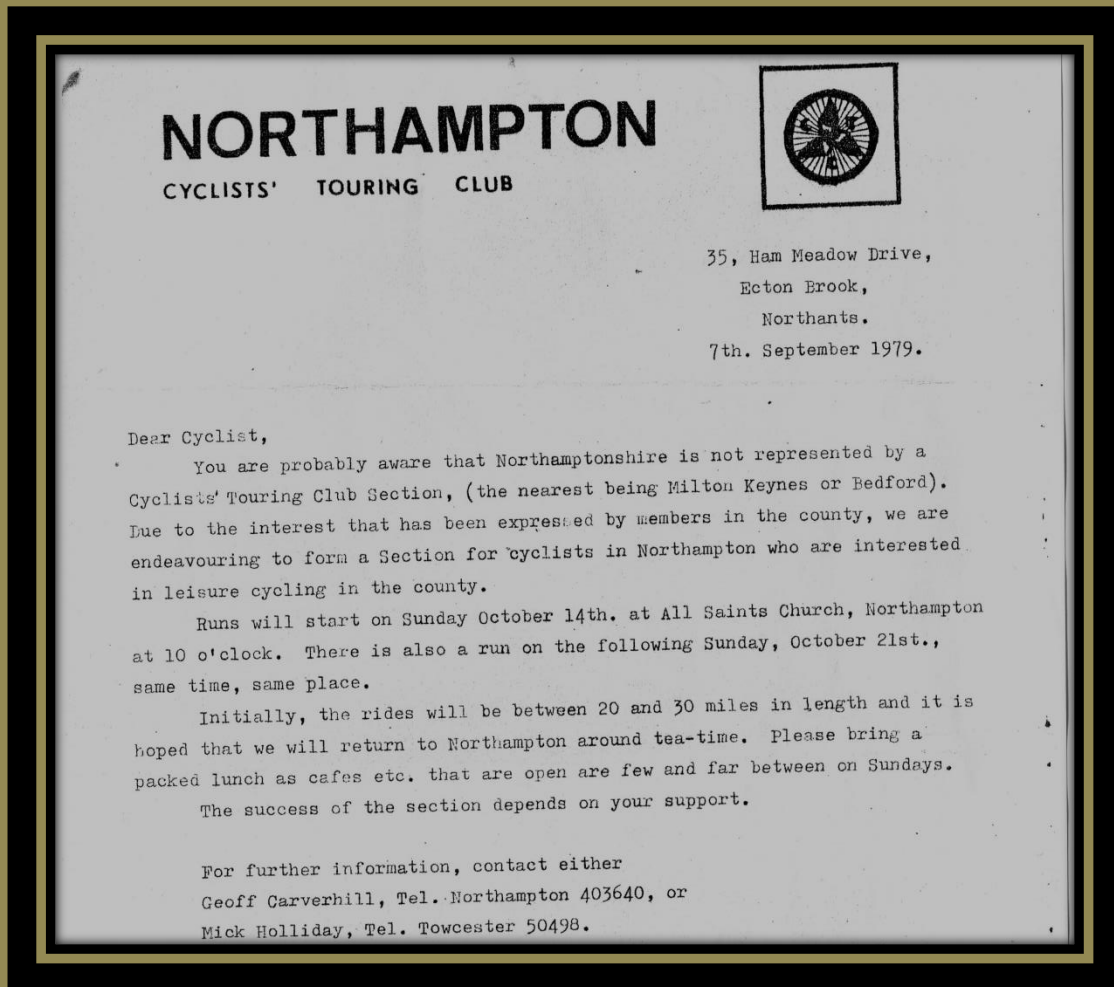 NORTHAMPTON
CYCLISTS' TOURING CLUB
35, Ham Meadow Drive,
Ecton Brook,
Northants.
7th. September 1979.
Dear Cyclist,
You are probably aware that Northamptonshire is not represented by a
Cyclists' Touring Club Section, (the nearest being Milton Keynes or Bedford).
Due to the interest that has been expressed by members in the county, we are
endeavouring to form a Section for cyclists in Northampton who are interested
in leisure cycling in the county.
Runs will start on Sunday October 14th. at All Saints Church, Northampton
at 10 o'clock. There is also a run on the following Sunday, October 21st.,
same time, same place.
Initially, the rides will be between 20 and 30 miles in length and it is
hoped that we will return to Northampton around tea-time. Please bring a
packed lunch as cafes etc. that are open are few and far between on Sundays.
The success of the section depends on your support.
For further information, contact either
Geoff Carverhill, Tel. Northampton 403640, or
Mick Holliday, Tel. Towcester 50498.